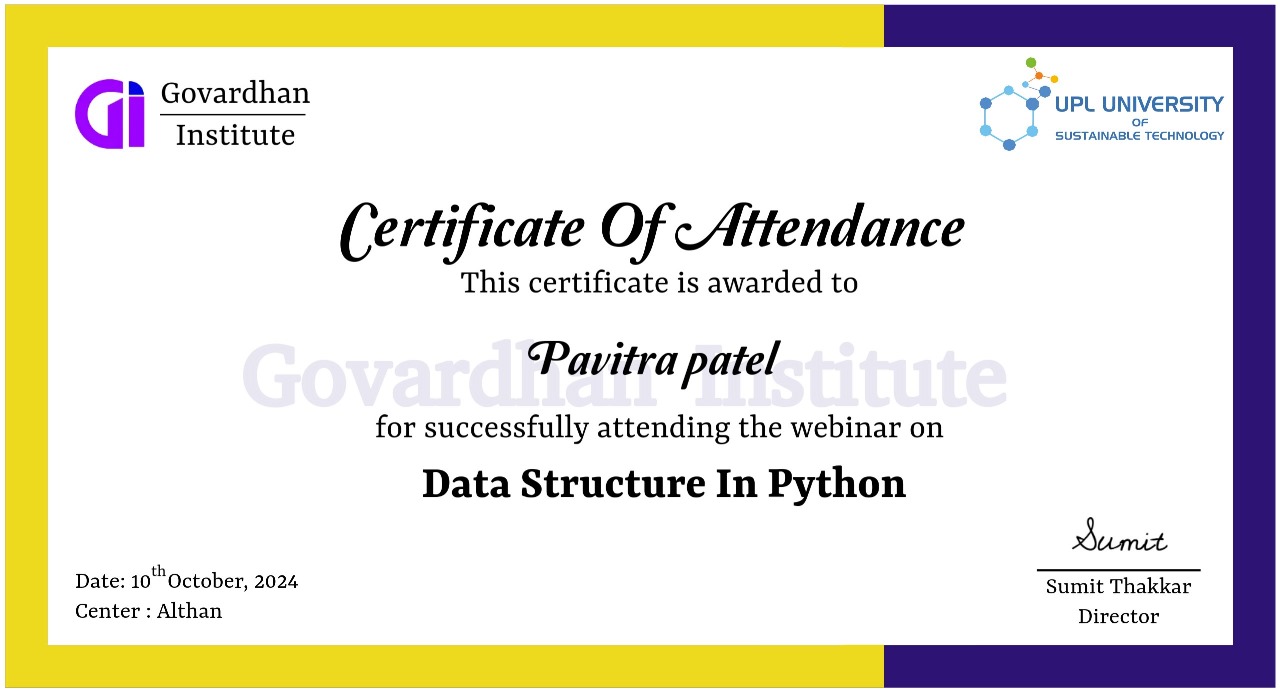 Govardhan
Institute
UPL UNIVERSITY
OF
SUSTAINABLE TECHNOLOGY
Certificate Of Attendance
This certificate is awarded to
Govardhan Institute
Pavitra patel
for successfully attending the webinar on
Data Structure In Python
Sumit
Date: 10th October, 2024
Center : Althan
Sumit Thakkar
Director